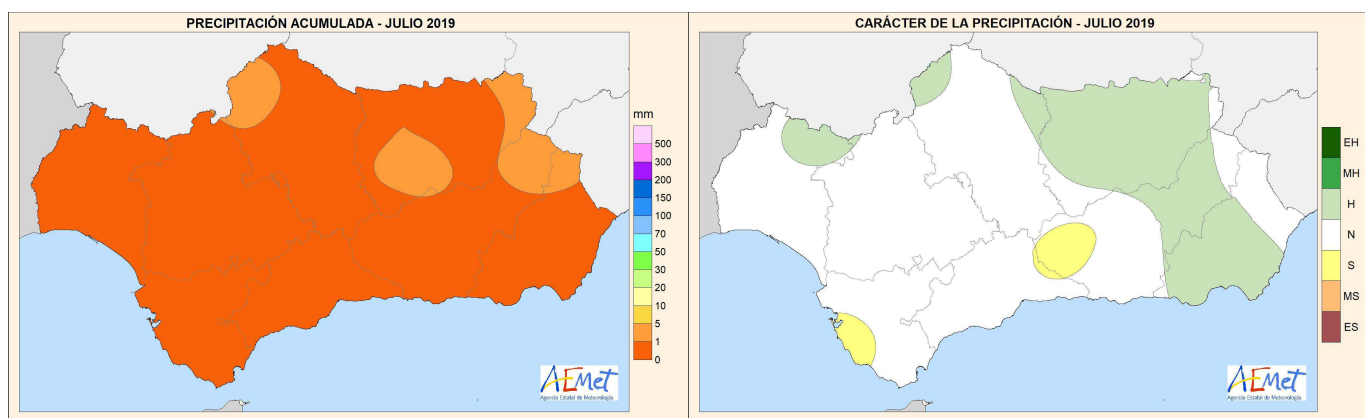 PRECIPITACIÓN ACUMULADA - JULIO 2019
mm
500
300
200
150
100
70
50
30
20
10
5
1
0
AEMet
Agencia Estatal de Meteorología
CARÁCTER DE LA PRECIPITACIÓN - JULIO 2019
EH
MH
H
N
S
MS
ES
AEMet
Agencia Estatal de Meteorología